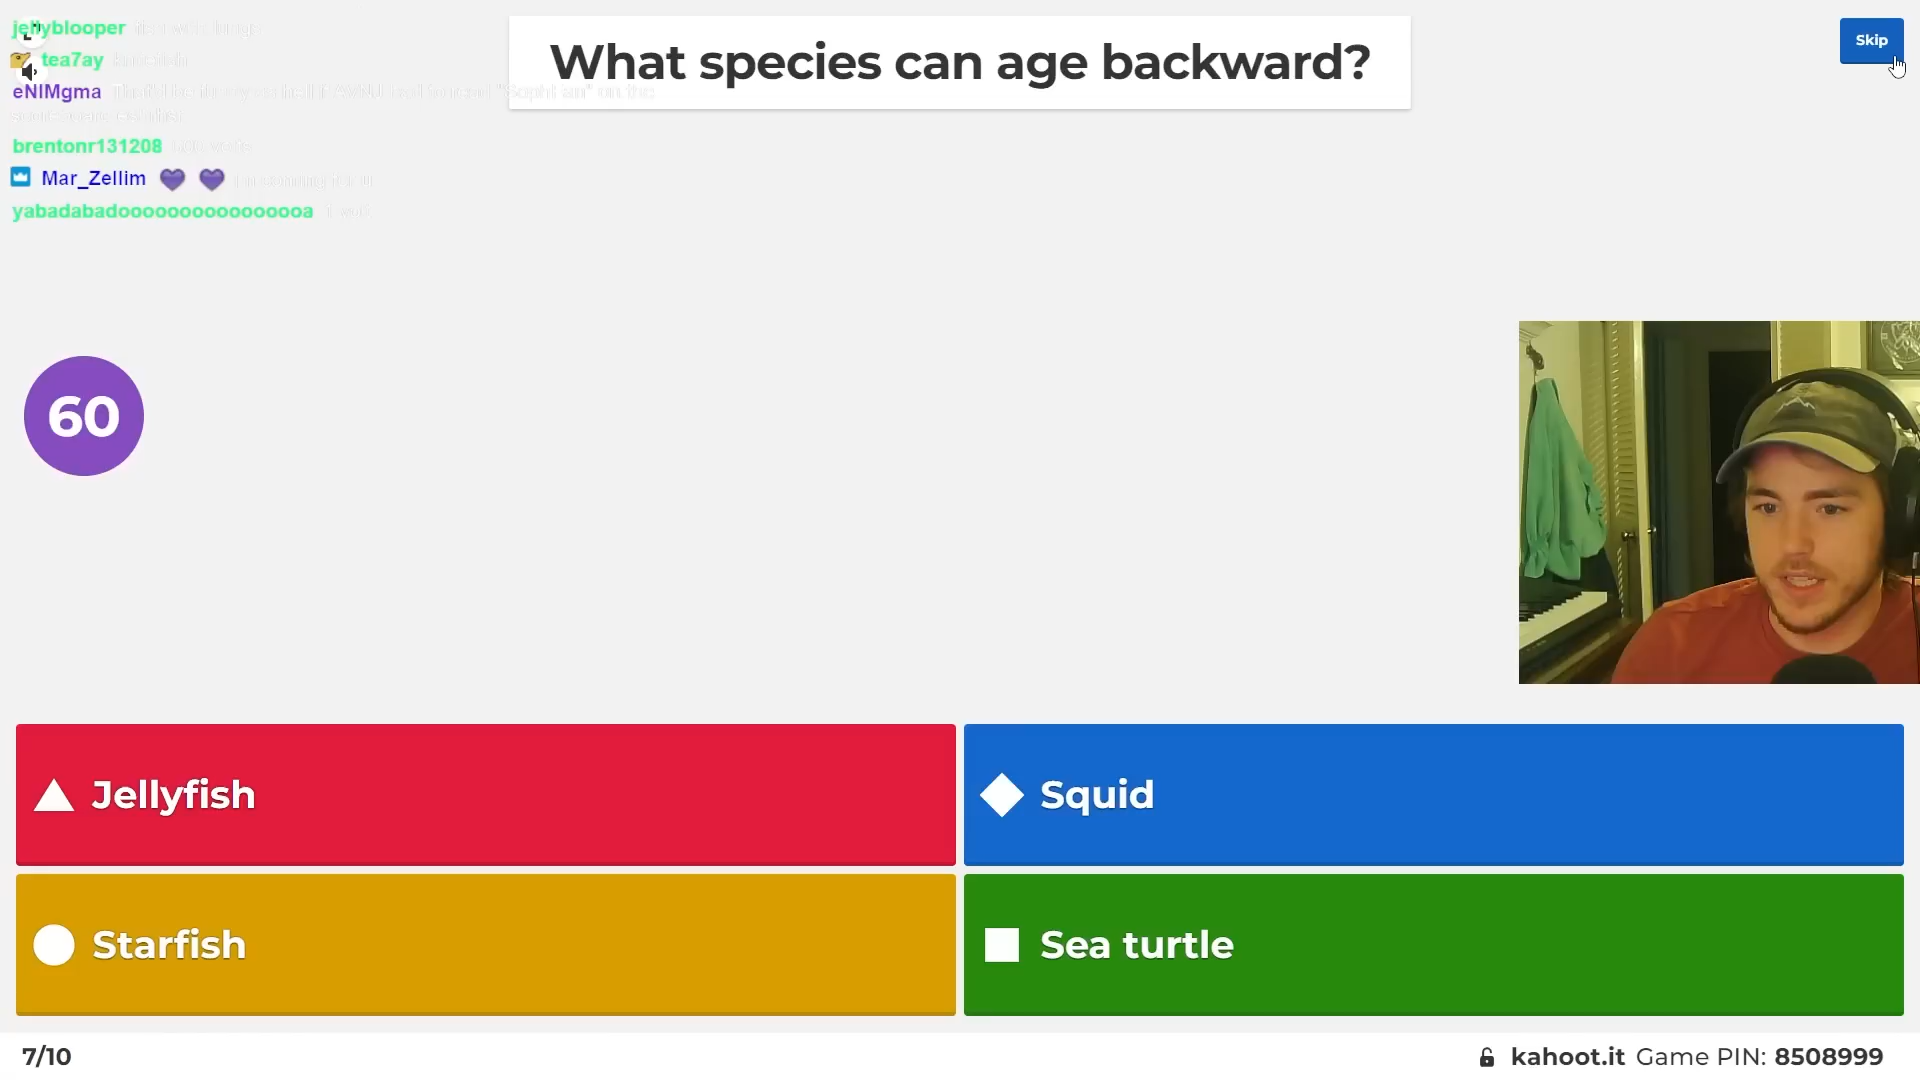 What species can age backward?
Skip
jellyblooper
tea7ay
eNIMgma
brentonr131208
Mar_Zellim
yabadabadoooooooooooooooa
60
Jellyfish
Squid
Starfish
Sea turtle
7/10
kahoot.it Game PIN: 8508999